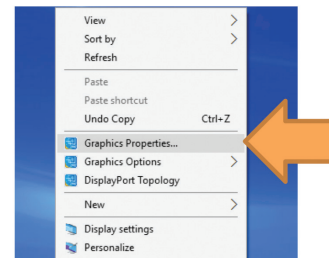 View
Sort by
Refresh
Paste
Paste shortcut
Undo Copy Ctrl+Z
Graphics Properties...
Graphics Options
DisplayPort Topology
New
Display settings
Personalize